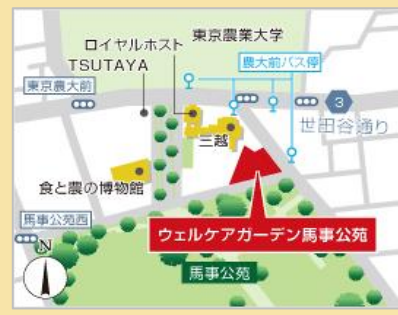 東京農業大学
ロイヤルホスト
TSUTAYA
農大前バス停
東京農大前
3
世田谷通り
三越
食と農の博物館
馬事公苑西
N
ウェルケアガーデン馬事公苑
馬事公苑